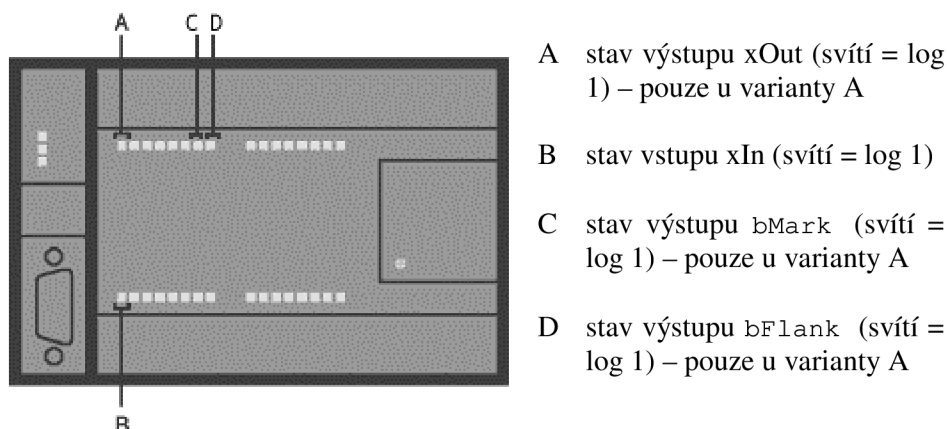 A C D
B
A stav výstupu xOut (svítí = log
1) – pouze u varianty A
B stav vstupu xIn (svítí = log 1)
C stav výstupu bMark (svítí =
log 1) – pouze u varianty A
D stav výstupu bFlank (svítí =
log 1) – pouze u varianty A